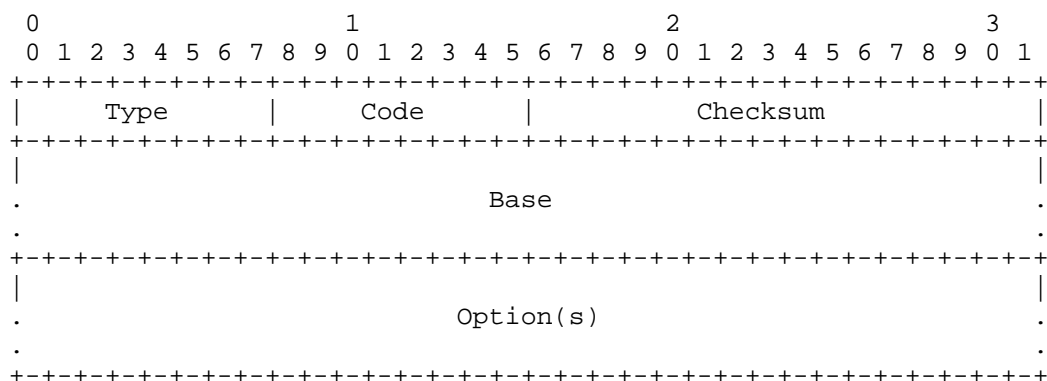 0                   1                   2                   3
 0 1 2 3 4 5 6 7 8 9 0 1 2 3 4 5 6 7 8 9 0 1 2 3 4 5 6 7 8 9 0 1
+-+-+-+-+-+-+-+-+-+-+-+-+-+-+-+-+-+-+-+-+-+-+-+-+-+-+-+-+-+-+-+-+
|     Type      |     Code      |          Checksum             |
+-+-+-+-+-+-+-+-+-+-+-+-+-+-+-+-+-+-+-+-+-+-+-+-+-+-+-+-+-+-+-+-+
|                                                               |
.                             Base                              .
.                                                               .
+-+-+-+-+-+-+-+-+-+-+-+-+-+-+-+-+-+-+-+-+-+-+-+-+-+-+-+-+-+-+-+-+
|                                                               |
.                           Option(s)                           .
.                                                               .
+-+-+-+-+-+-+-+-+-+-+-+-+-+-+-+-+-+-+-+-+-+-+-+-+-+-+-+-+-+-+-+-+